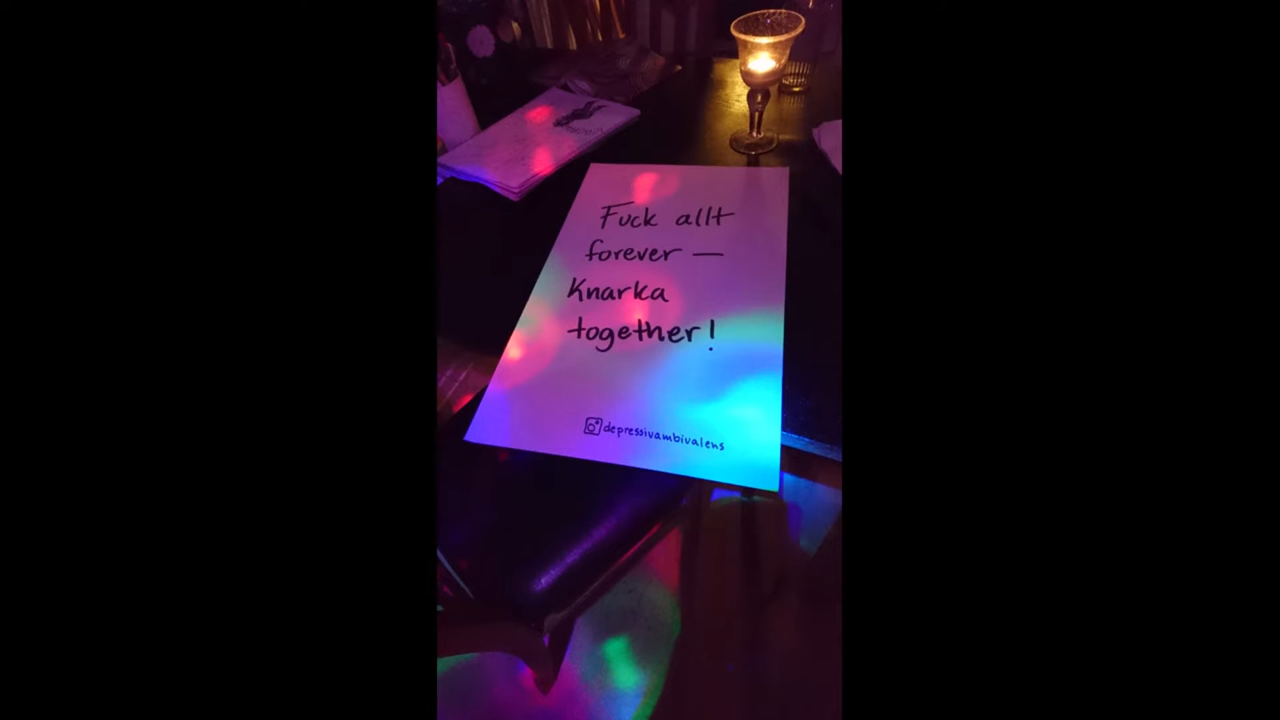 Fuck allt
forever —
Knarka
together!
depressivambivalens